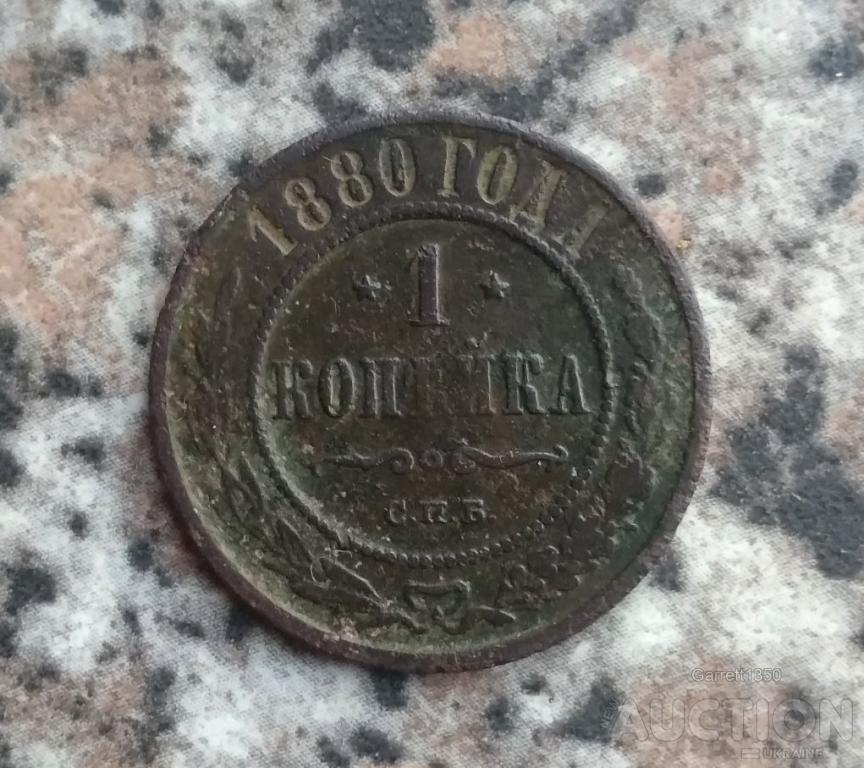 1880 ГОДА
1
КОПѢЙКА
С.П.Б.
Garrett1350
AUCTION
UKRAINE